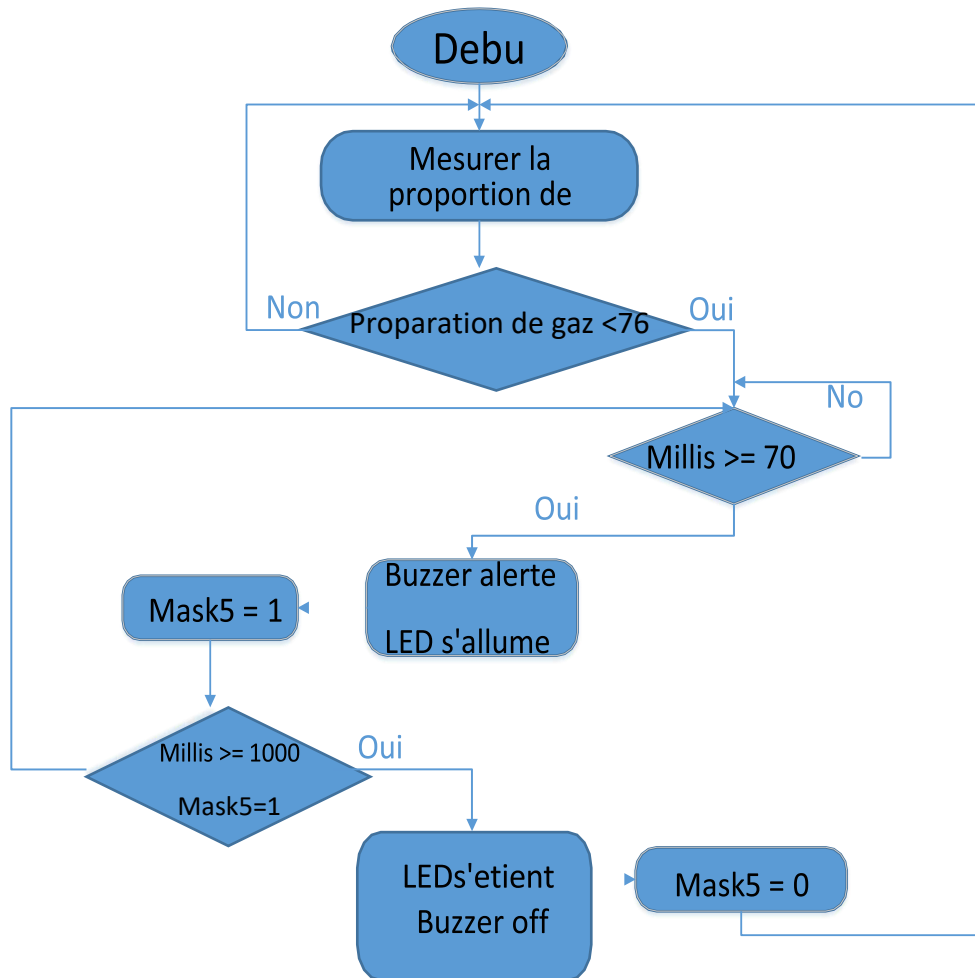 Debu
Mesurer la
proportion de
Non
Proparation de gaz <76
Oui
No
Millis >= 70
Oui
Buzzer alerte
LED s'allume
Mask5 = 1
Millis >= 1000
Mask5=1
Oui
LEDs'etient
Buzzer off
Mask5 = 0